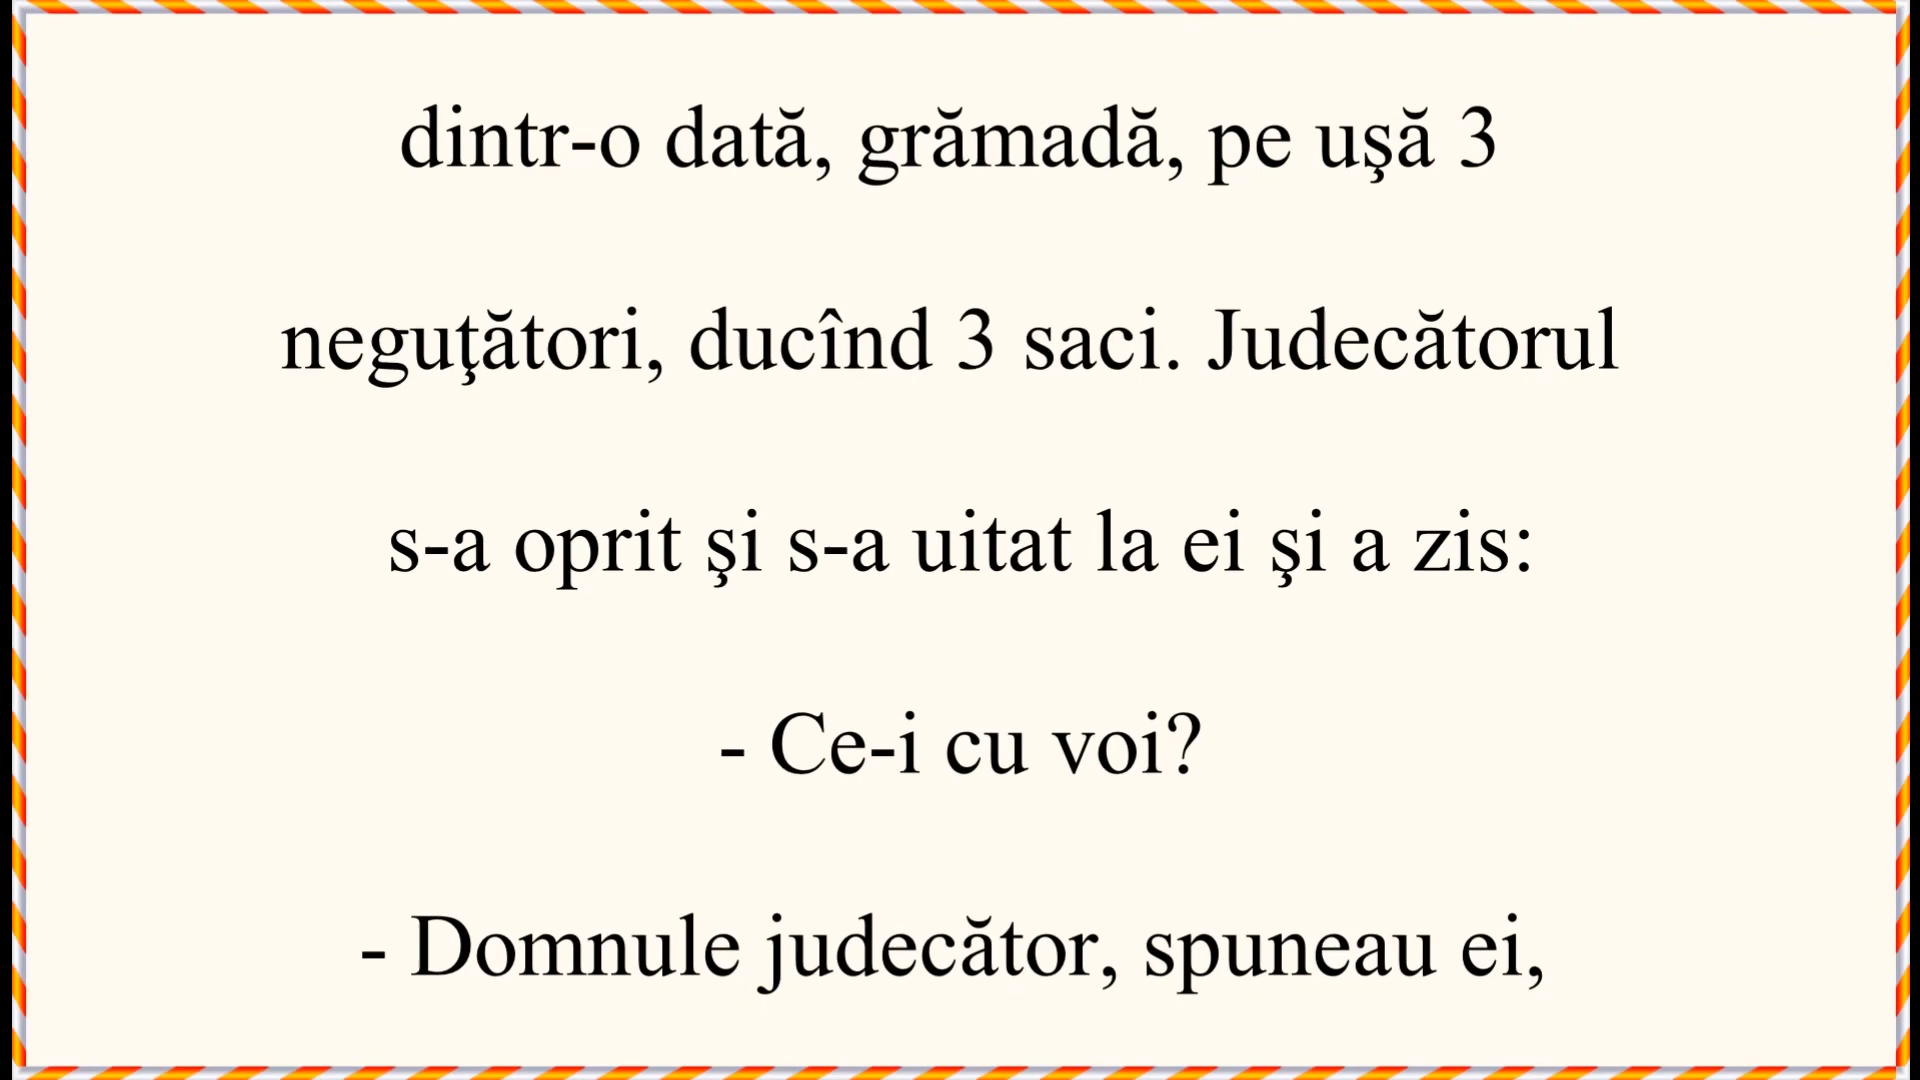 dintr-o dată, grămadă, pe uşă 3
neguţători, ducînd 3 saci. Judecătorul
s-a oprit şi s-a uitat la ei şi a zis:
- Ce-i cu voi?
- Domnule judecător, spuneau ei,